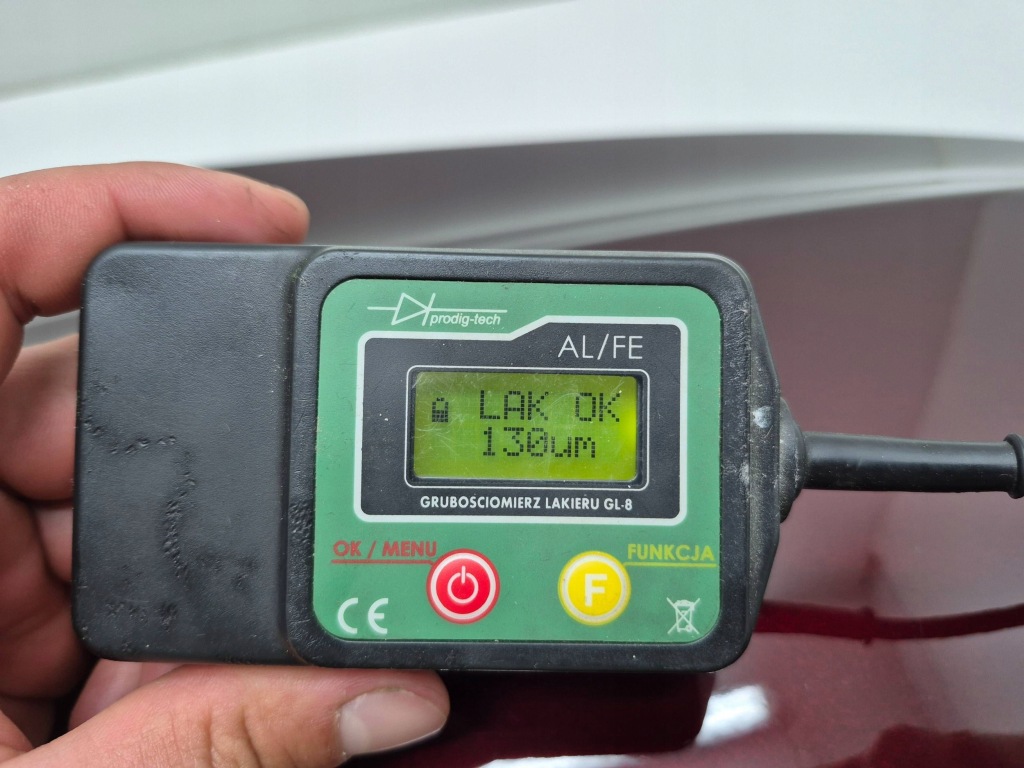 prodig-tech
AL/FE
LAK OK
130um
GRUBOSCIOMIERZ LAKIERU GL-8
OK / MENU
FUNKCJA
F
CE